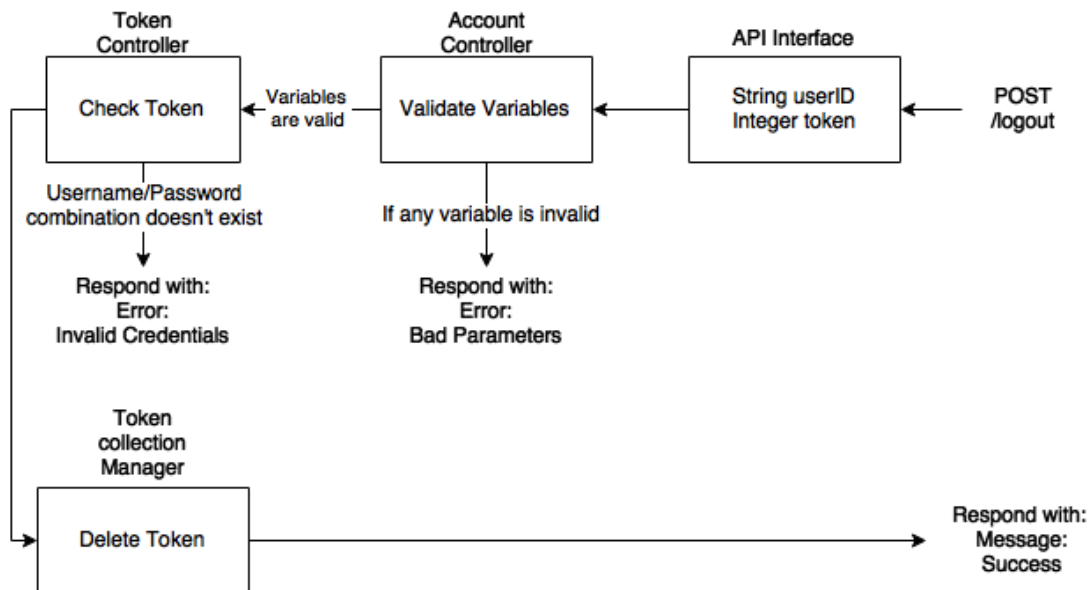 Token
Controller
Account
Controller
API Interface
Check Token
Variables
are valid
Validate Variables
String userID
Integer token
POST
/logout
Username/Password
combination doesn't exist
If any variable is invalid
Respond with:
Error:
Invalid Credentials
Respond with:
Error:
Bad Parameters
Token
collection
Manager
Delete Token
Respond with:
Message:
Success